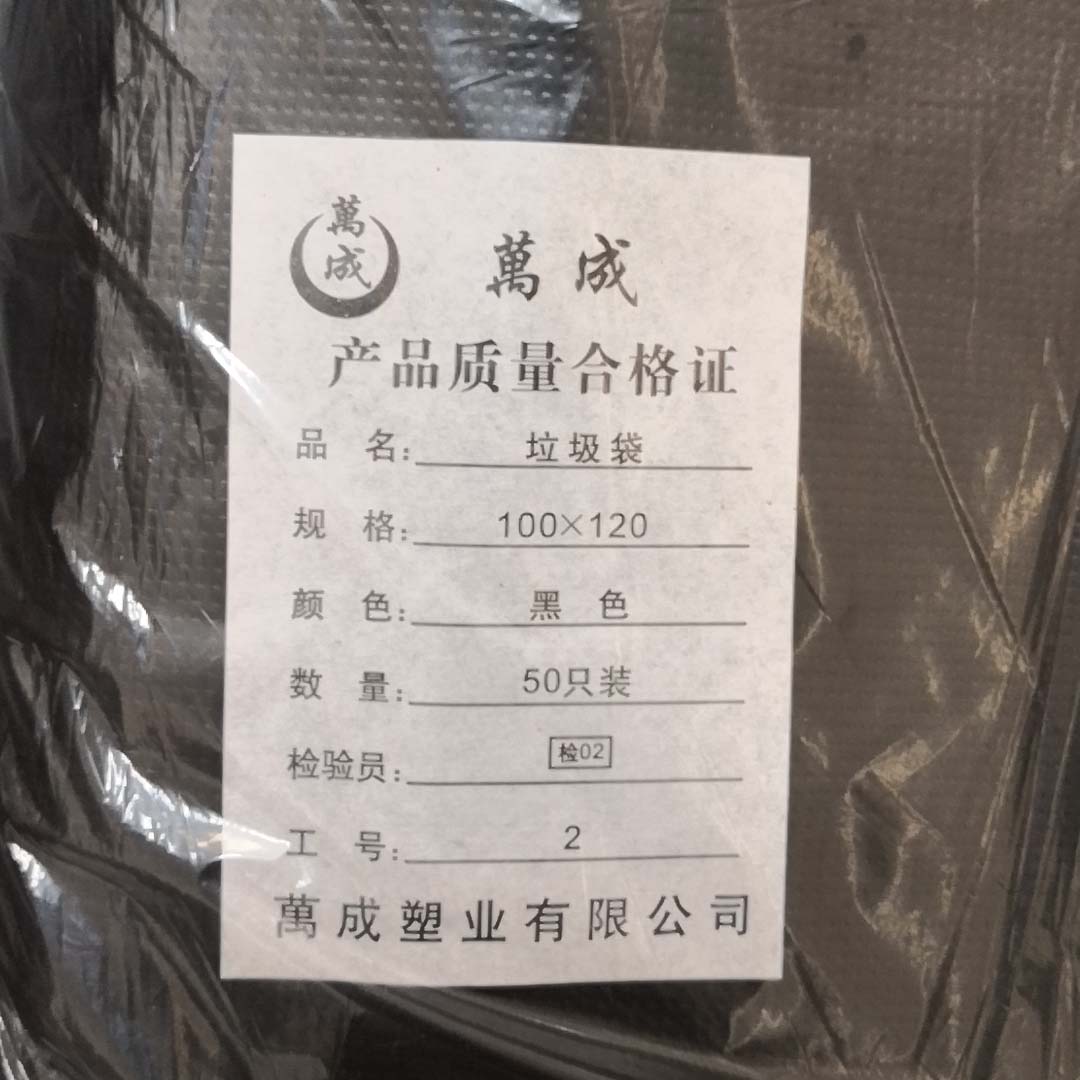 萬成
萬成
产品质量合格证
品 名: 垃圾袋
规 格: 100×120
颜 色: 黑 色
数 量: 50只装
检验员: 检02
工 号: 2
萬成塑业有限公司